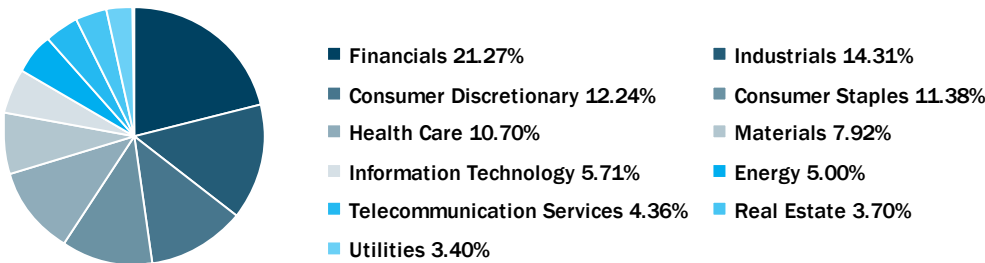 Financials 21.27%
Industrials 14.31%
Consumer Discretionary 12.24%
Consumer Staples 11.38%
Health Care 10.70%
Materials 7.92%
Information Technology 5.71%
Energy 5.00%
Telecommunication Services 4.36%
Real Estate 3.70%
Utilities 3.40%